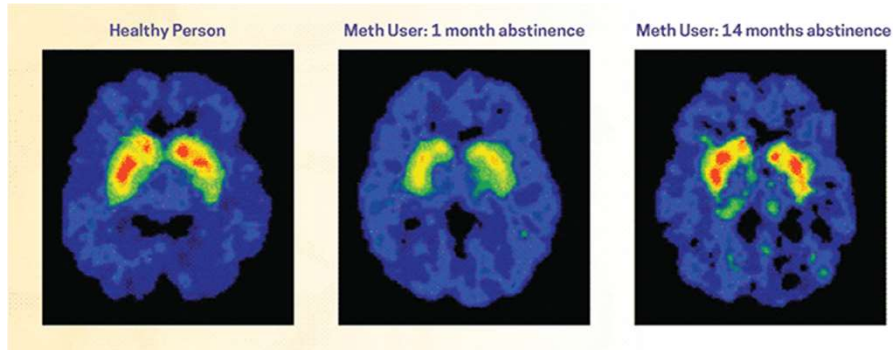 Healthy Person
Meth User: 1 month abstinence
Meth User: 14 months abstinence